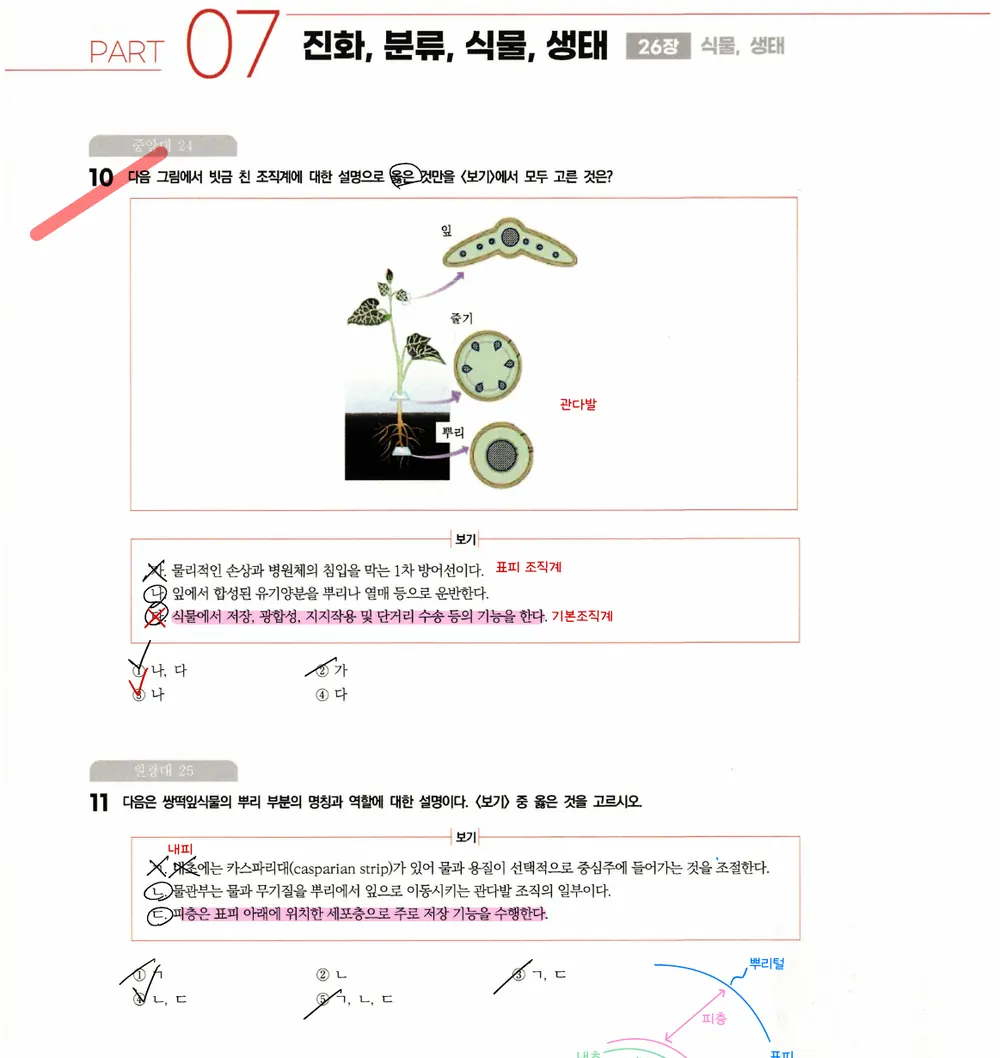 PART 07 진화, 분류, 식물, 생태 26장 식물, 생태
중앙대 24
10 다음 그림에서 빗금 친 조직계에 대한 설명으로 옳은 것만을 〈보기〉에서 모두 고른 것은?
잎
줄기
관다발
뿌리
보기
가. 물리적인 손상과 병원체의 침입을 막는 1차 방어선이다. 표피 조직계
나. 잎에서 합성된 유기양분을 뿌리나 열매 등으로 운반한다.
다. 식물에서 저장, 광합성, 지지작용 및 단거리 수송 등의 기능을 한다. 기본조직계
① 나, 다 ② 가
③ 나 ④ 다
원광대 25
11 다음은 쌍떡잎식물의 뿌리 부분의 명칭과 역할에 대한 설명이다. 〈보기〉 중 옳은 것을 고르시오.
보기
내피
ㄱ. 내초에는 카스파리대(casparian strip)가 있어 물과 용질이 선택적으로 중심주에 들어가는 것을 조절한다.
ㄴ. 물관부는 물과 무기질을 뿌리에서 잎으로 이동시키는 관다발 조직의 일부이다.
ㄷ. 피층은 표피 아래에 위치한 세포층으로 주로 저장 기능을 수행한다.
① ㄱ ② ㄴ ③ ㄱ, ㄷ
④ ㄴ, ㄷ ⑤ ㄱ, ㄴ, ㄷ
뿌리털
피층
내초
표피